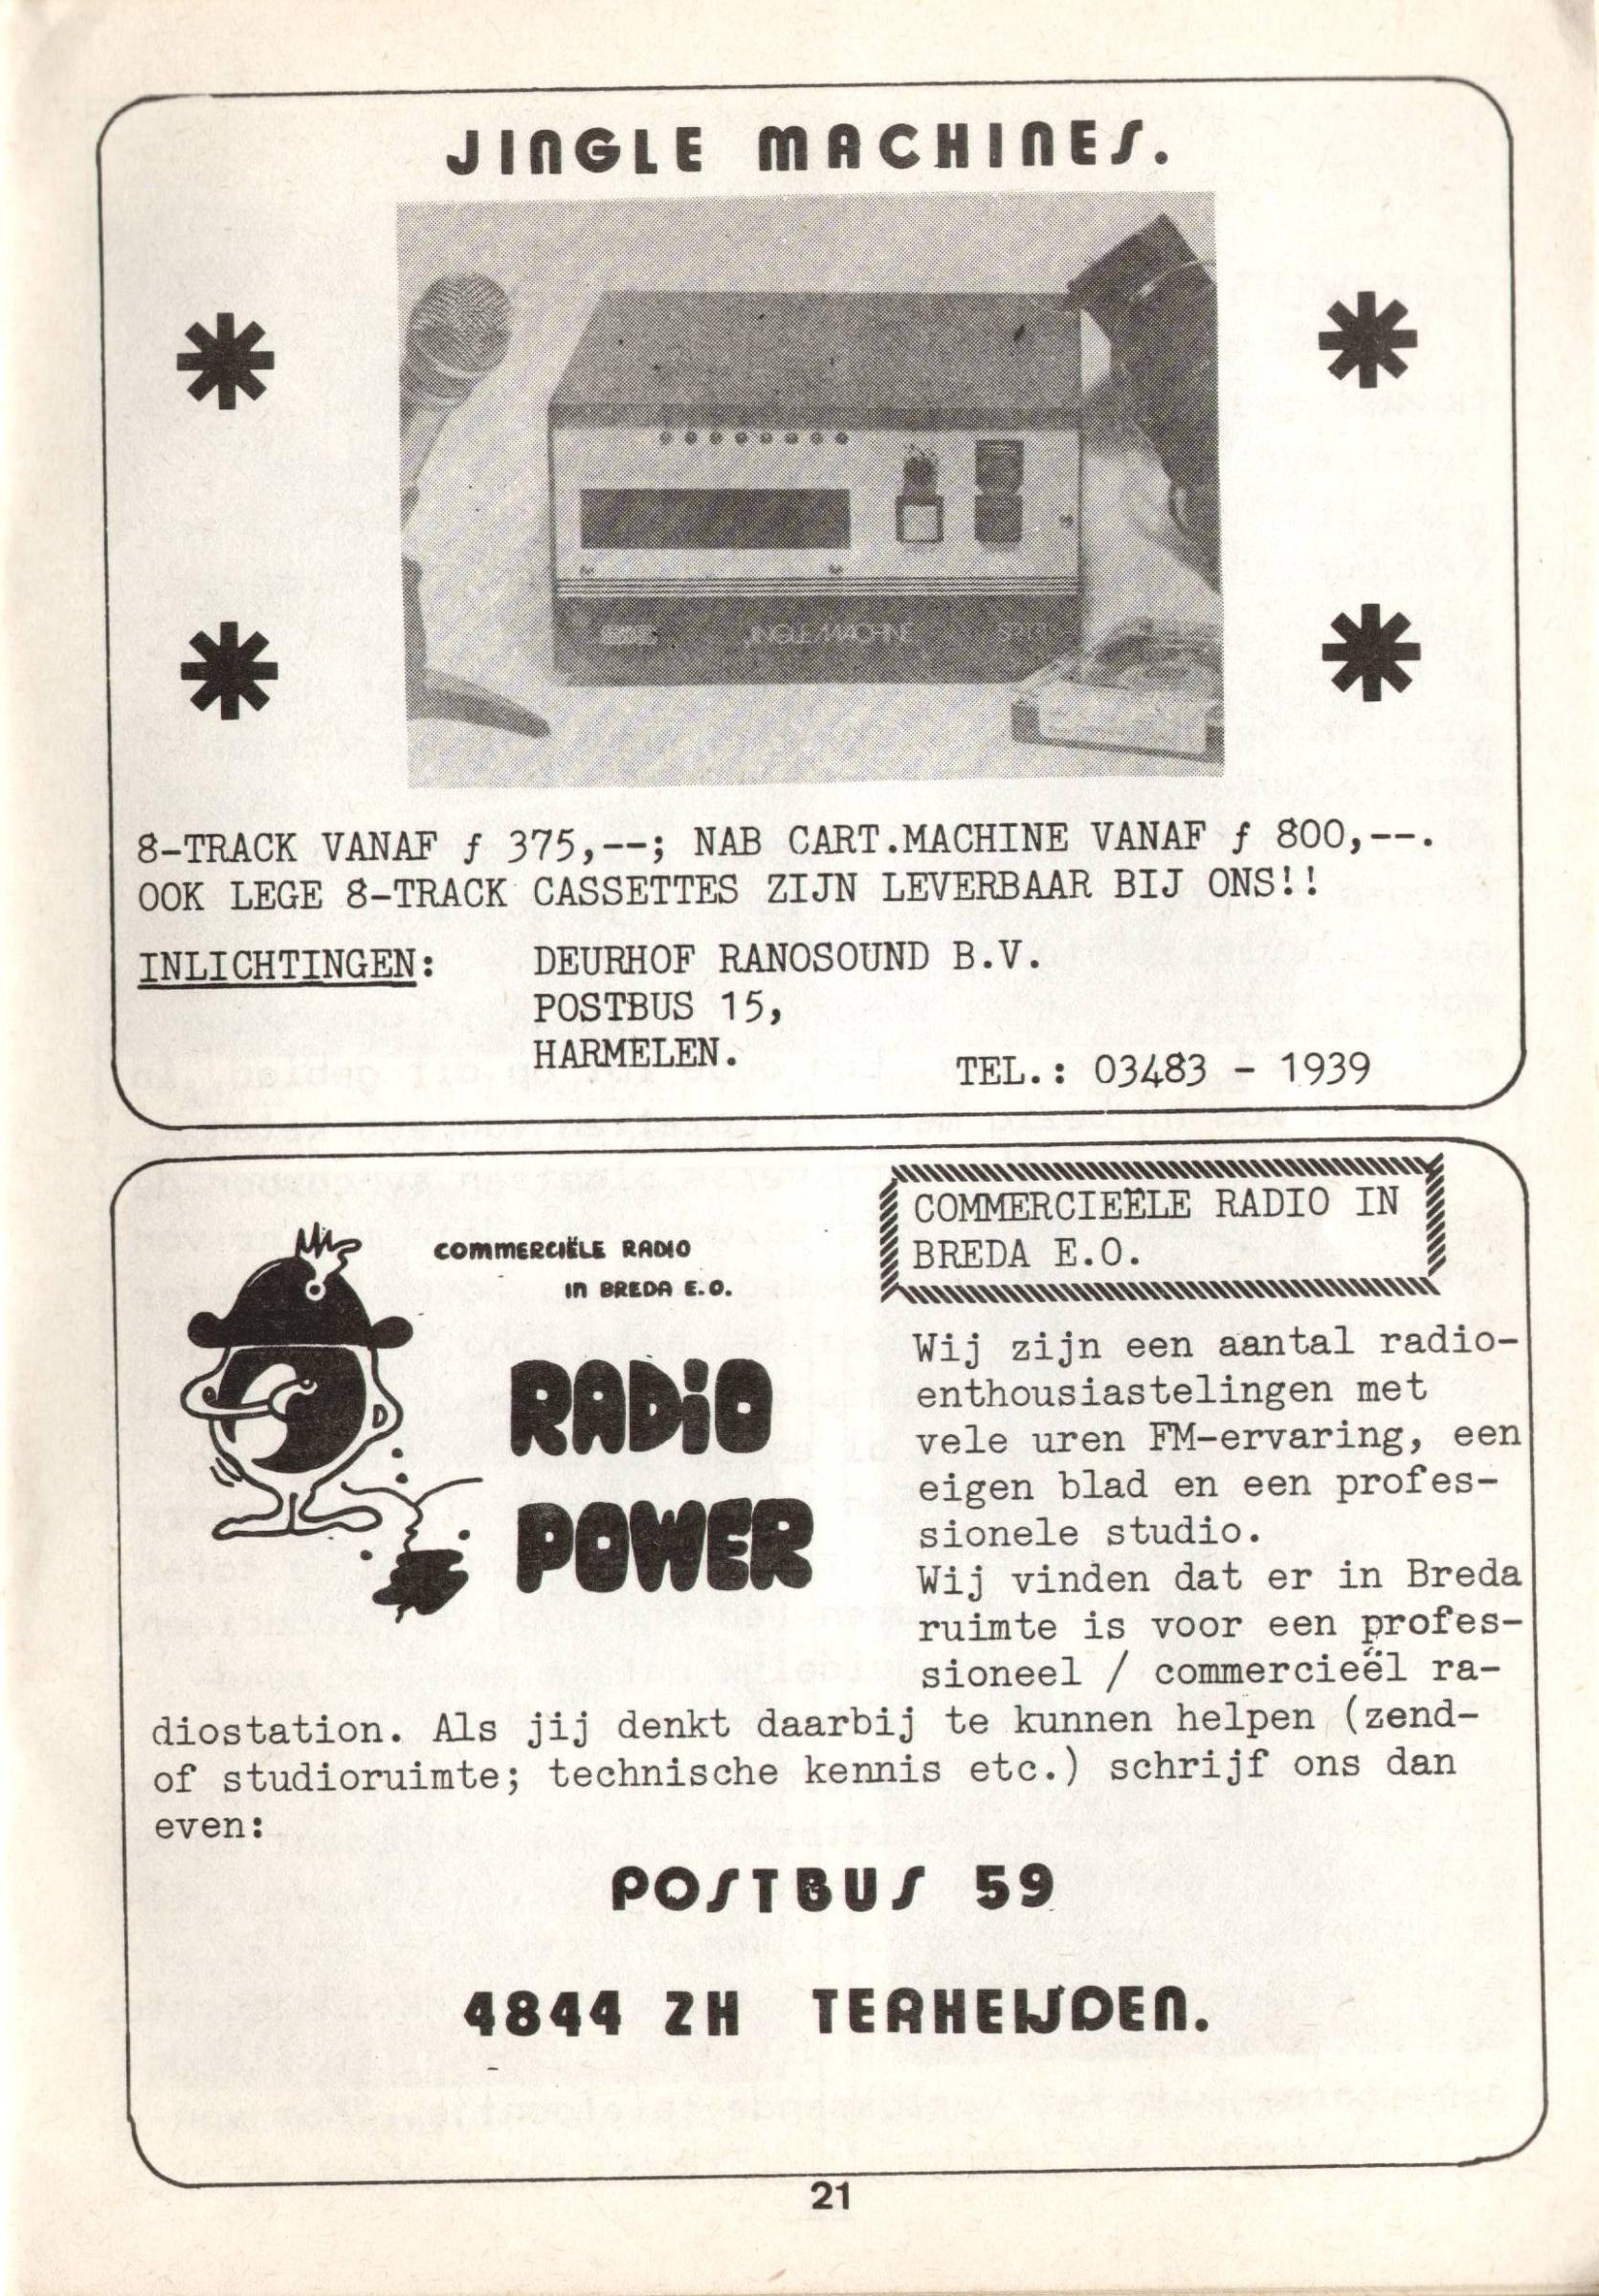 JINGLE MACHINES.
JINGLE MACHINE
8-TRACK VANAF ƒ 375,--; NAB CART.MACHINE VANAF ƒ 800,--.
OOK LEGE 8-TRACK CASSETTES ZIJN LEVERBAAR BIJ ONS!!
INLICHTINGEN: DEURHOF RANOSOUND B.V.
POSTBUS 15,
HARMELEN.
TEL.: 03483 - 1939
COMMERCIËLE RADIO
in BREDA E.O.
RADiO
POWER
COMMERCIEËLE RADIO IN
BREDA E.O.
Wij zijn een aantal radio-
enthousiastelingen met
vele uren FM-ervaring, een
eigen blad en een profes-
sionele studio.
Wij vinden dat er in Breda
ruimte is voor een profes-
sioneel / commercieël ra-
diostation. Als jij denkt daarbij te kunnen helpen (zend-
of studioruimte; technische kennis etc.) schrijf ons dan
even:
POSTBUS 59
4844 ZH TERHEIJDEN.
21